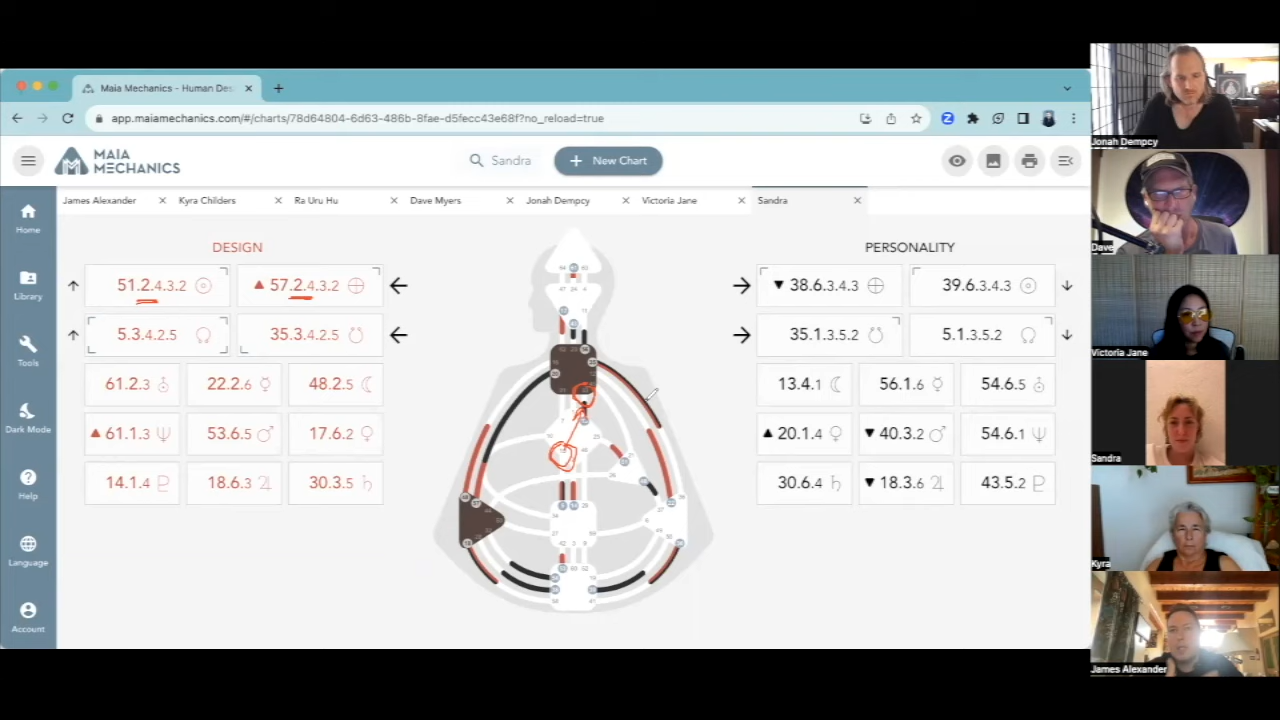 Maia Mechanics - Human Des
app.maiamechanics.com/#/charts/78d64804-6d63-486b-8fae-d5fecc43e68f?no_reload=true
MAIA
MECHANICS
Sandra
+ New Chart
James Alexander
Kyra Childers
Ra Uru Hu
Dave Myers
Jonah Dempcy
Victoria Jane
Sandra
Home
Library
Tools
Dark Mode
Help
Language
Account
DESIGN
51.2.4.3.2
57.2.4.3.2
5.3.4.2.5
35.3.4.2.5
61.2.3
22.2.6
48.2.5
61.1.3
53.6.5
17.6.2
14.1.4
18.6.3
30.3.5
PERSONALITY
38.6.3.4.3
39.6.3.4.3
35.1.3.5.2
5.1.3.5.2
13.4.1
56.1.6
54.6.5
20.1.4
40.3.2
54.6.1
30.6.4
18.3.6
43.5.2
Jonah Dempcy
Dave
Victoria Jane
Sandra
Kyra
James Alexander